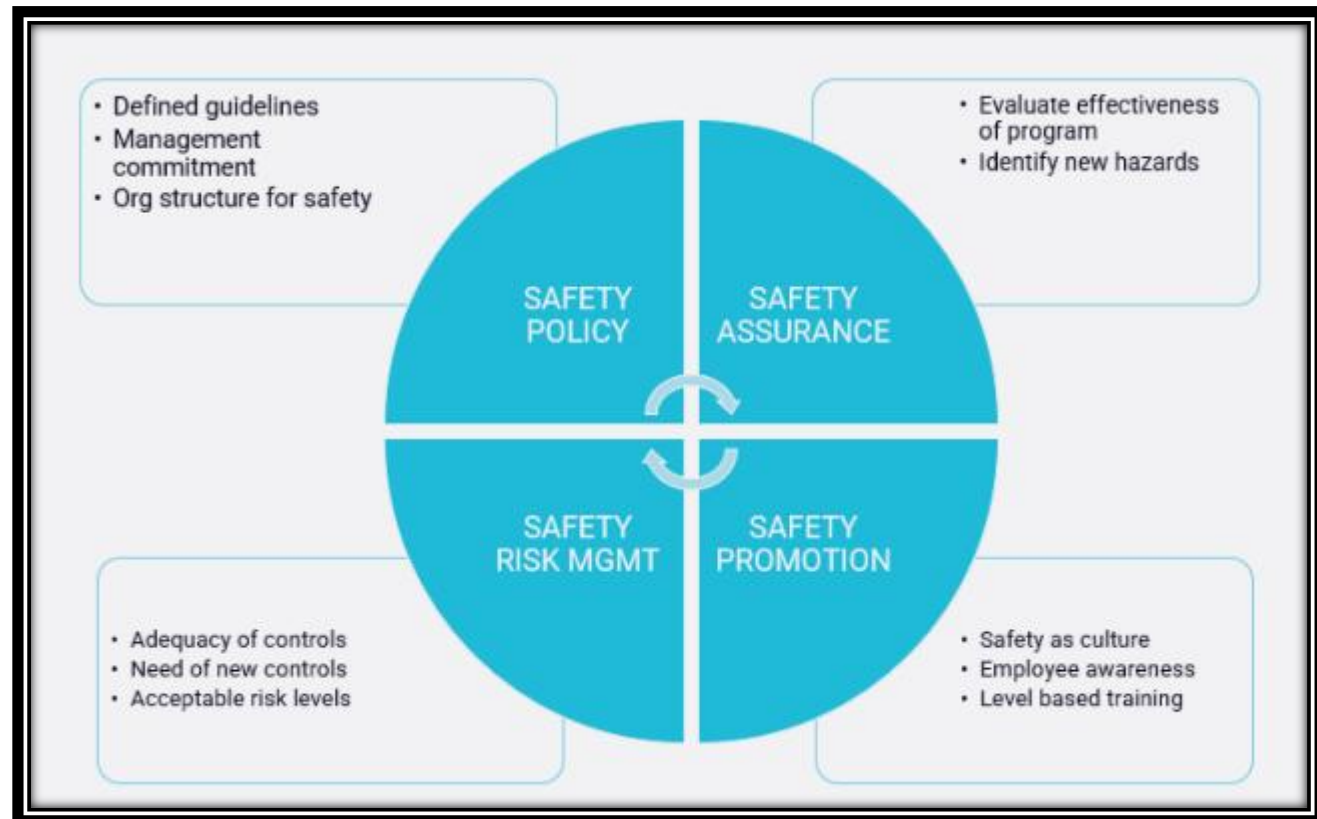 • Defined guidelines
• Management
commitment
• Org structure for safety
• Evaluate effectiveness
of program
• Identify new hazards
SAFETY
POLICY
SAFETY
ASSURANCE
SAFETY
RISK MGMT
SAFETY
PROMOTION
• Adequacy of controls
• Need of new controls
• Acceptable risk levels
• Safety as culture
• Employee awareness
• Level based training